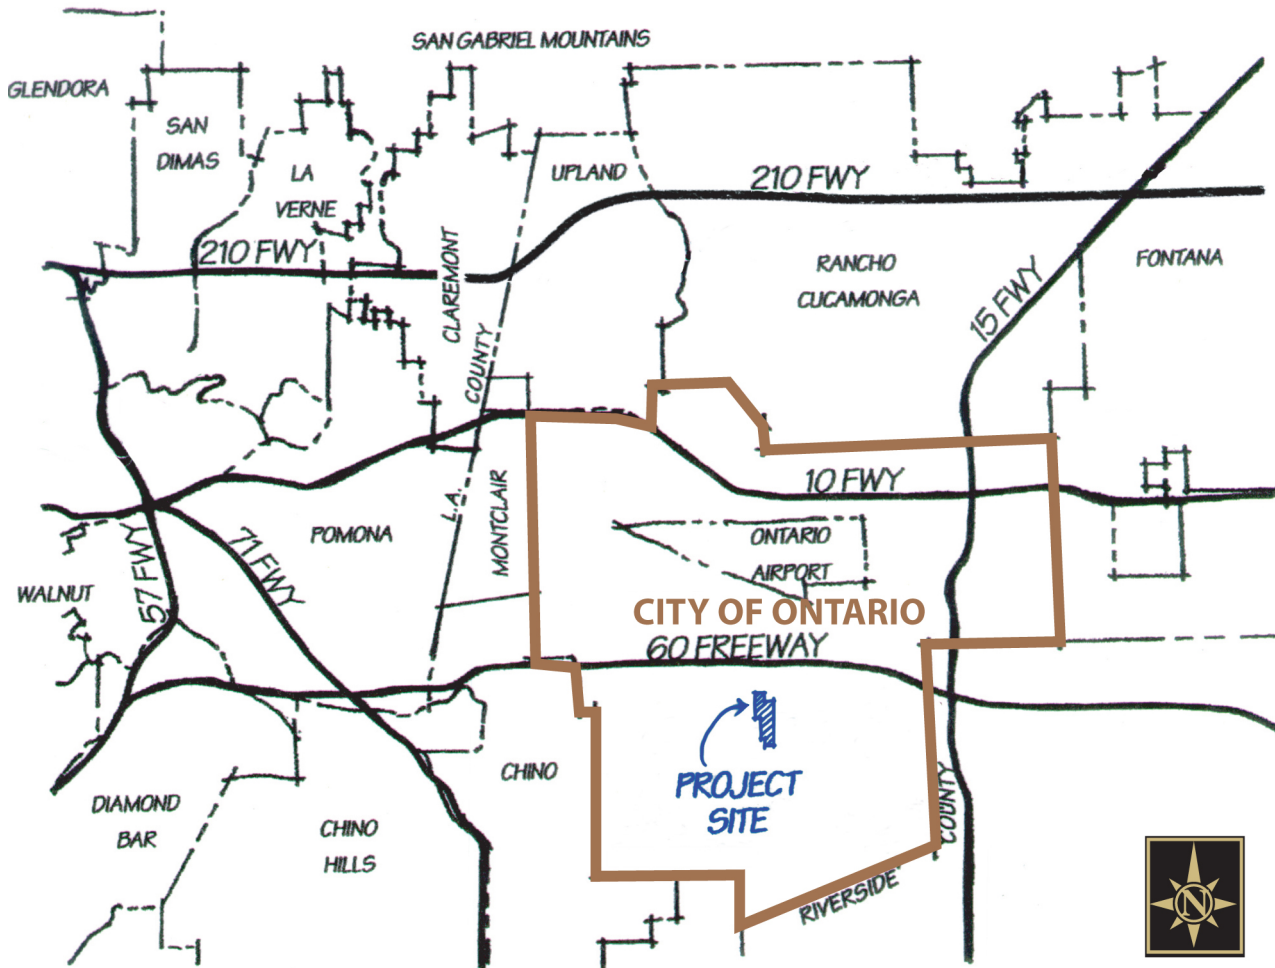 SAN GABRIEL MOUNTAINS
GLENDORA
SAN
DIMAS
LA
VERNE
UPLAND
210 FWY
210 FWY
CLAREMONT
RANCHO
CUCAMONGA
FONTANA
15 FWY
COUNTY
L.A.
MONTCLAIR
10 FWY
POMONA
71 FWY
57 FWY
WALNUT
ONTARIO
AIRPORT
CITY OF ONTARIO
60 FREEWAY
PROJECT
SITE
CHINO
DIAMOND
BAR
CHINO
HILLS
COUNTY
RIVERSIDE
N